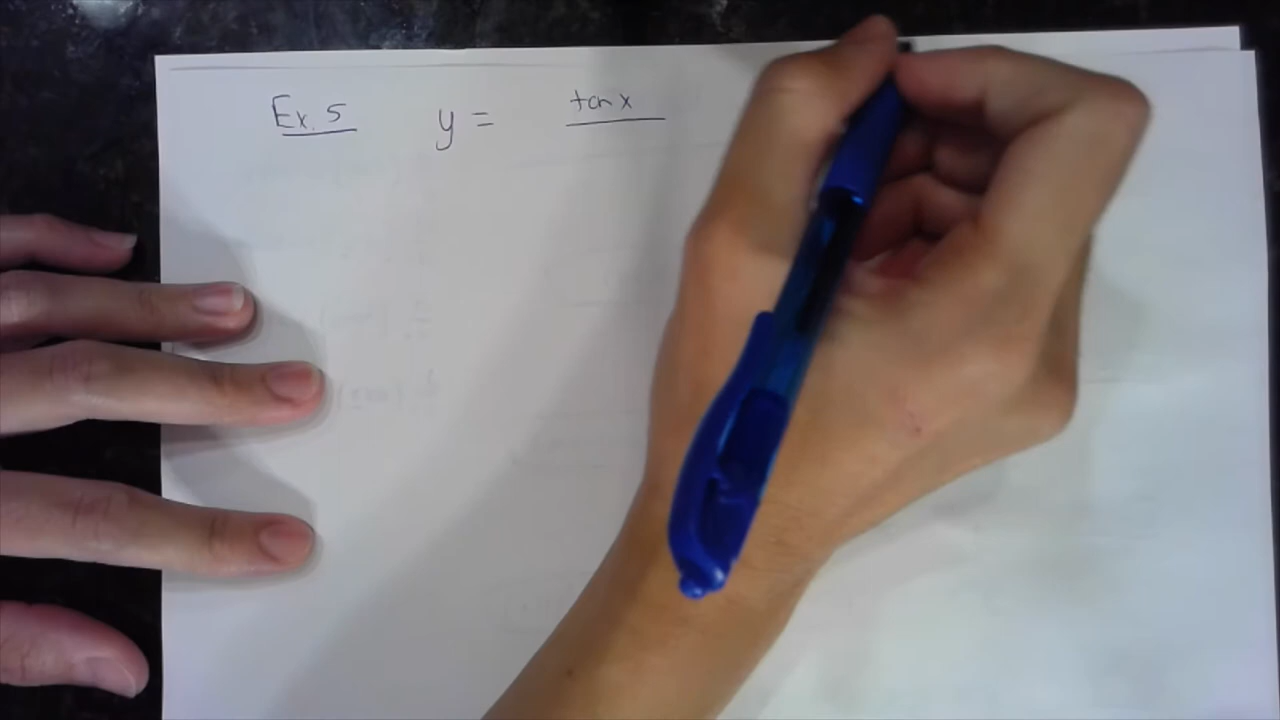 Ex. 5 y = tan x